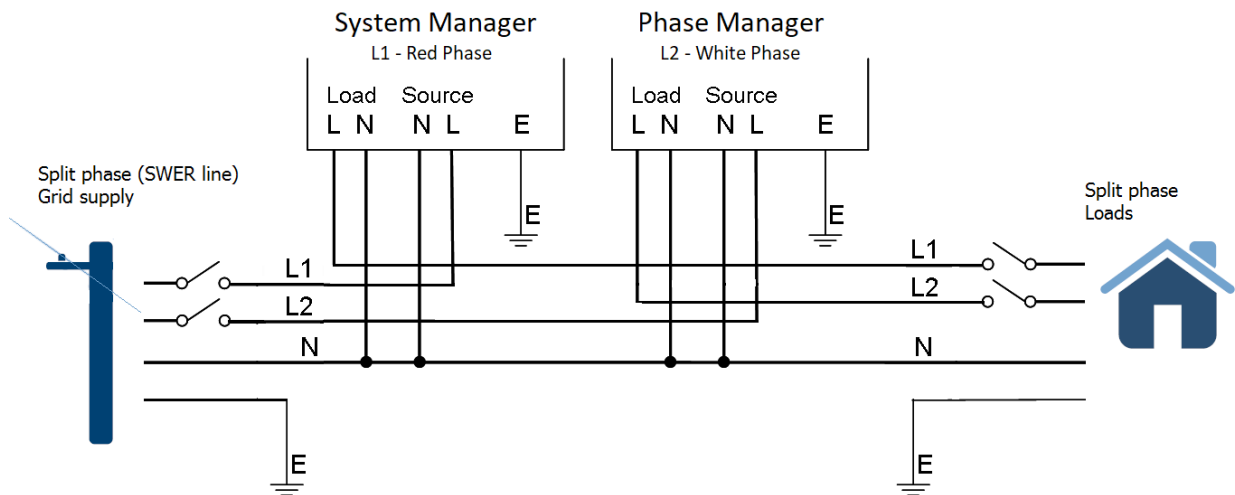 System Manager
L1 - Red Phase
Phase Manager
L2 - White Phase
Load Source
L N N L E
Load Source
L N N L E
Split phase (SWER line)
Grid supply
Split phase
Loads
E
E
L1
L2
N
L1
L2
N
E
E